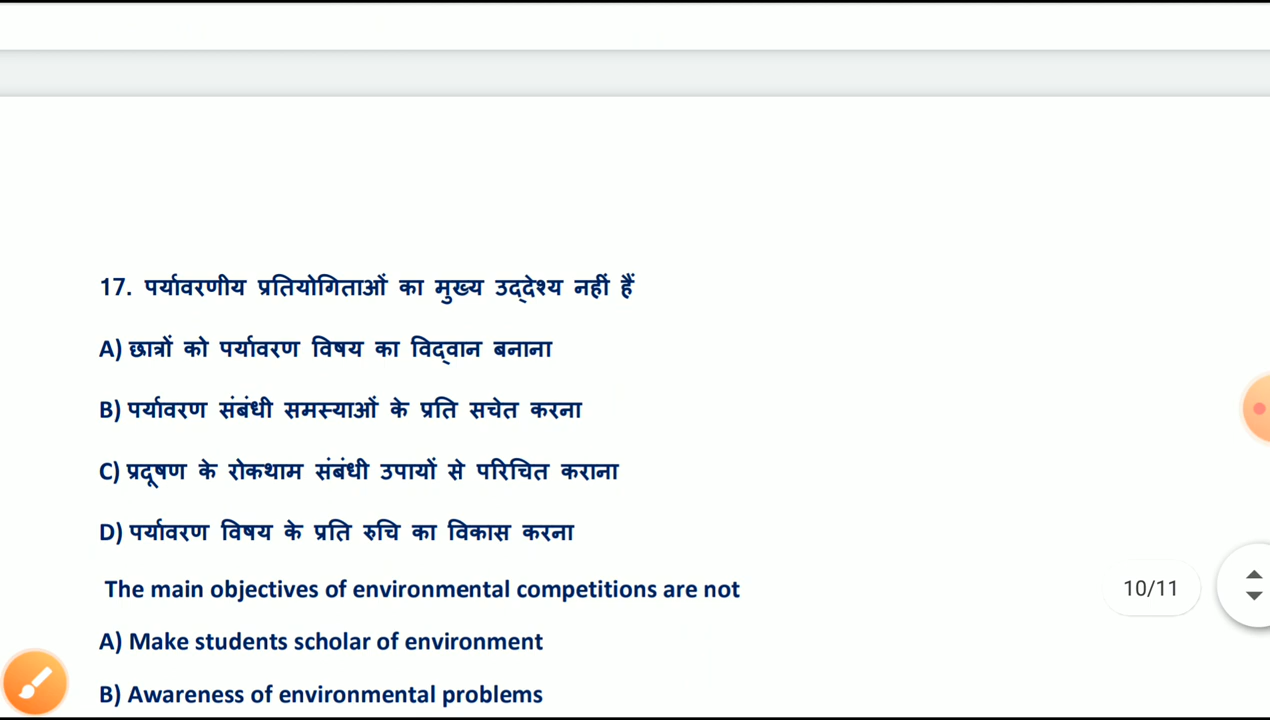 17. पर्यावरणीय प्रतियोगिताओं का मुख्य उद्देश्य नहीं हैं
A) छात्रों को पर्यावरण विषय का विद्वान बनाना
B) पर्यावरण संबंधी समस्याओं के प्रति सचेत करना
C) प्रदूषण के रोकथाम संबंधी उपायों से परिचित कराना
D) पर्यावरण विषय के प्रति रुचि का विकास करना
The main objectives of environmental competitions are not
10/11
A) Make students scholar of environment
B) Awareness of environmental problems